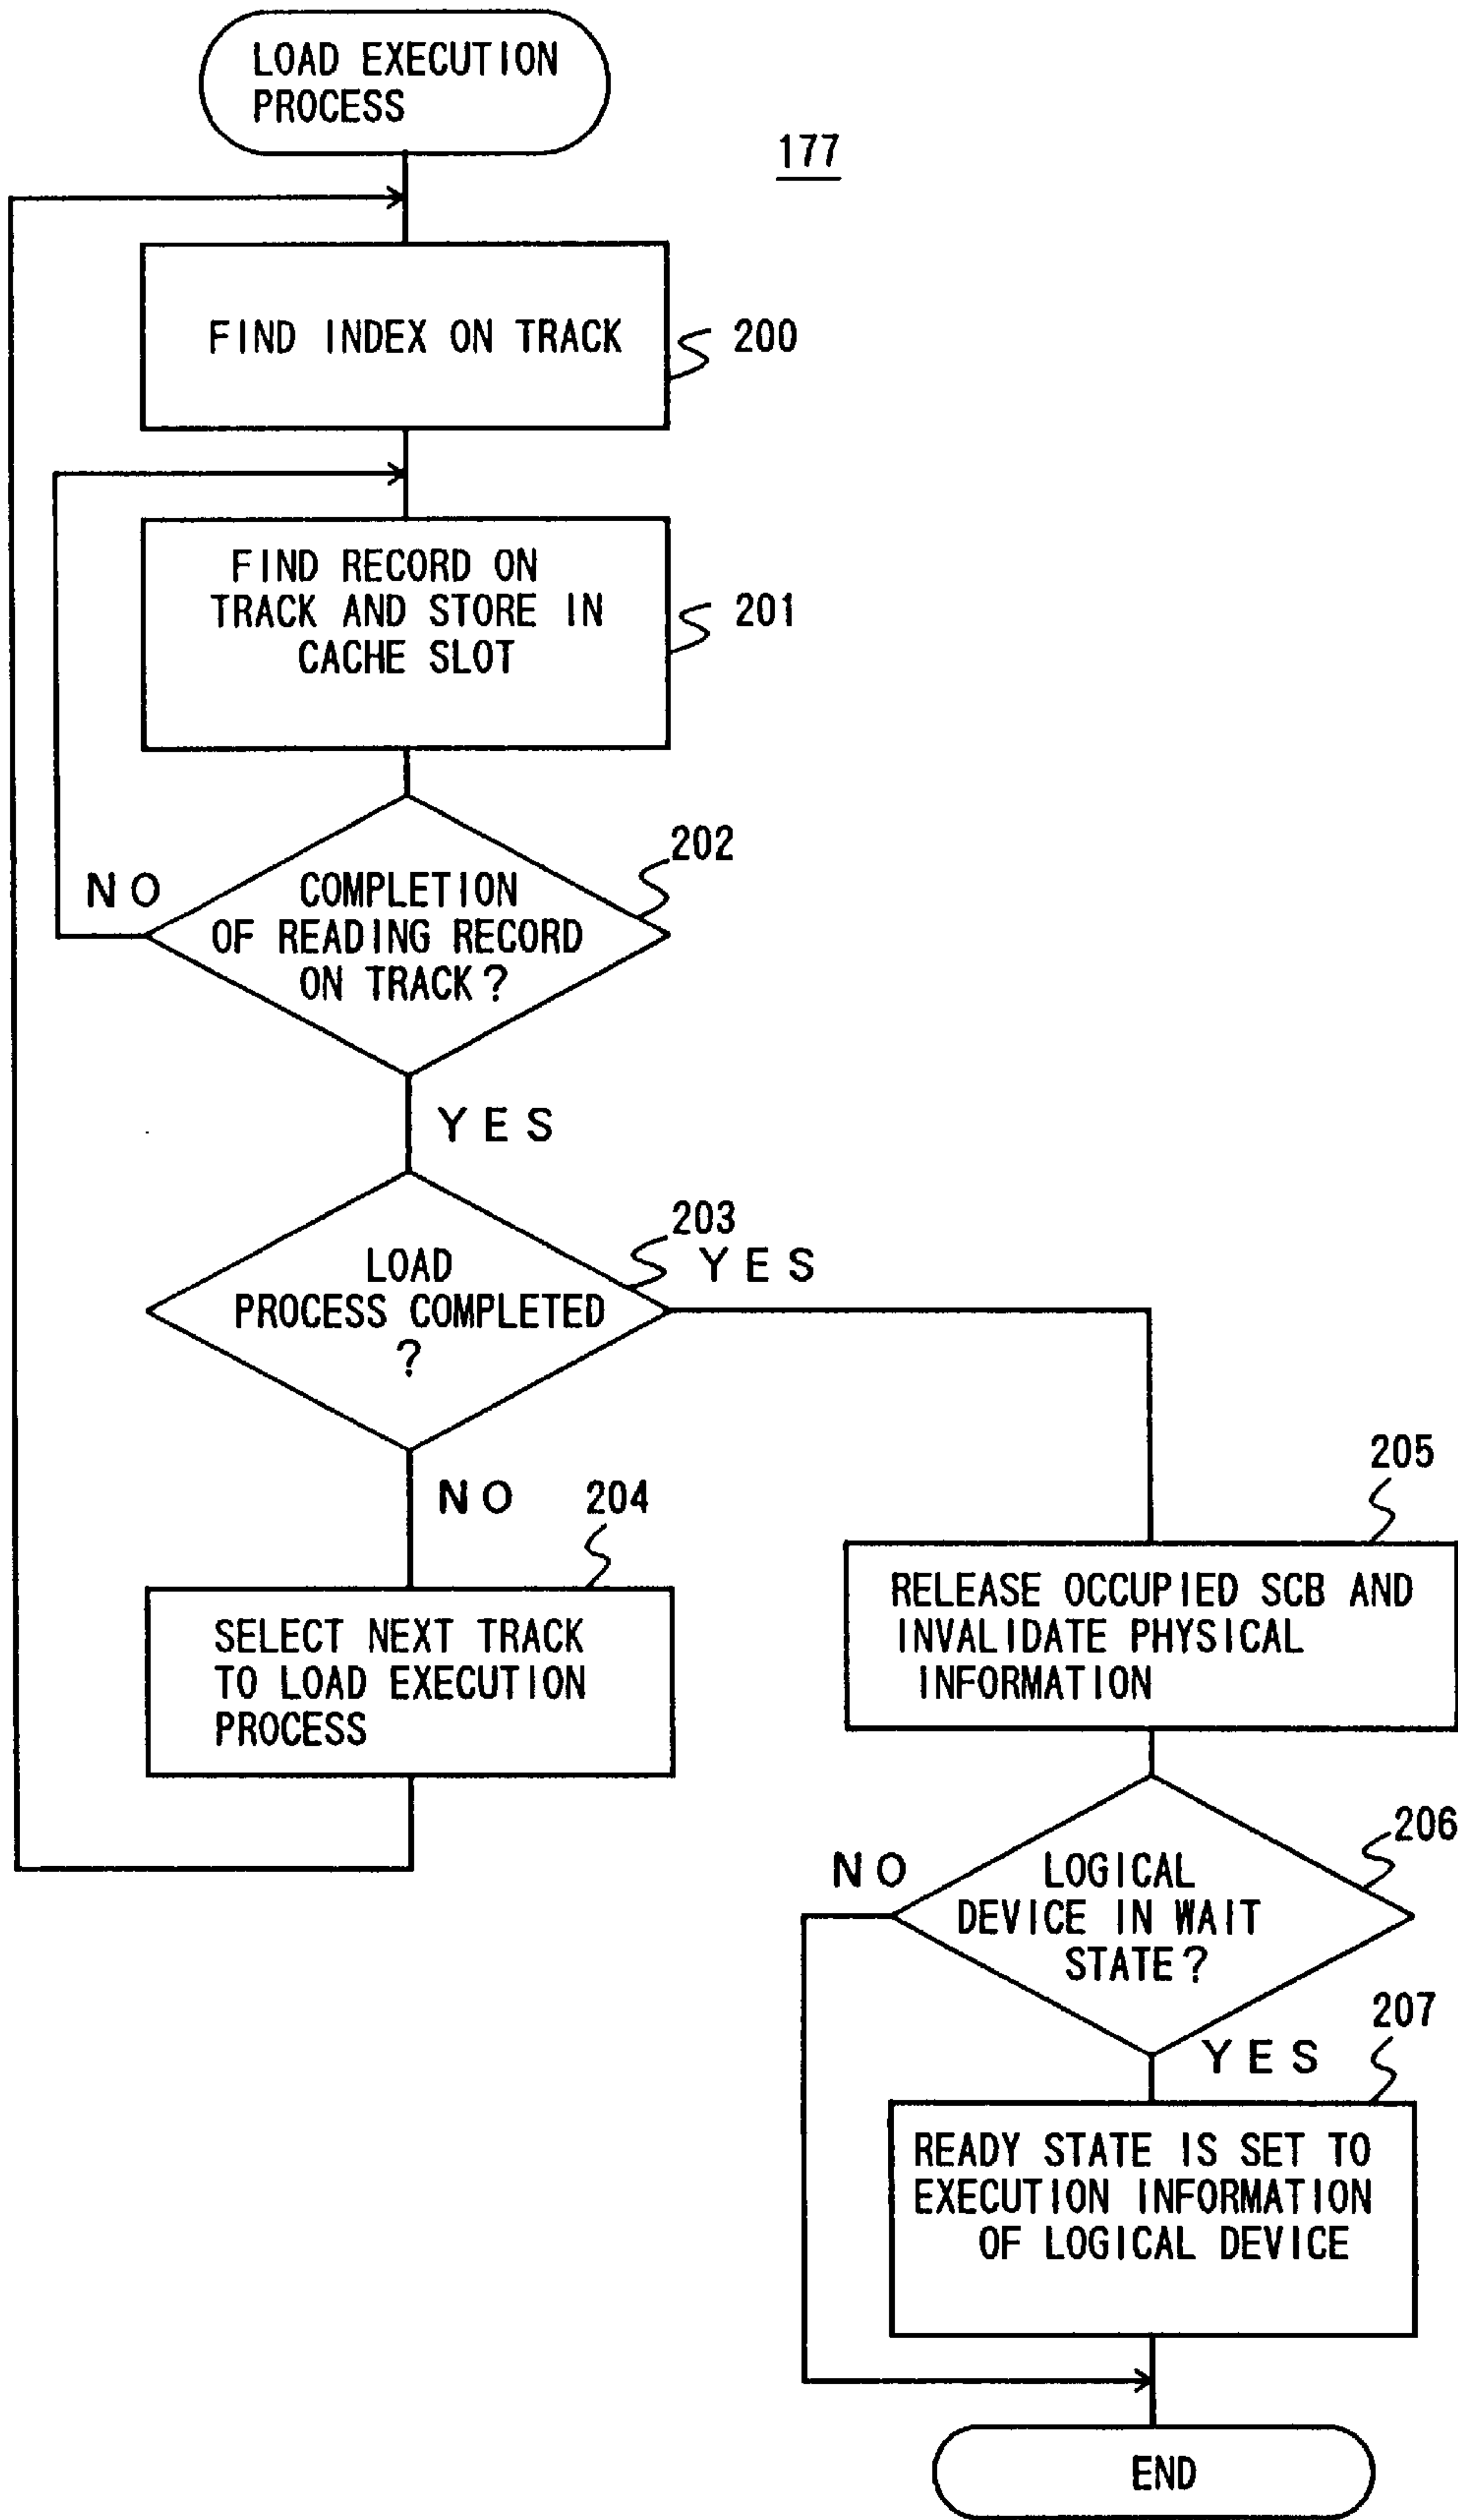 LOAD EXECUTION
PROCESS
177
FIND INDEX ON TRACK
200
FIND RECORD ON
TRACK AND STORE IN
CACHE SLOT
201
202
NO
COMPLETION
OF READING RECORD
ON TRACK?
YES
203
YES
LOAD
PROCESS COMPLETED
?
NO
204
205
SELECT NEXT TRACK
TO LOAD EXECUTION
PROCESS
RELEASE OCCUPIED SCB AND
INVALIDATE PHYSICAL
INFORMATION
206
NO
LOGICAL
DEVICE IN WAIT
STATE?
207
YES
READY STATE IS SET TO
EXECUTION INFORMATION
OF LOGICAL DEVICE
END